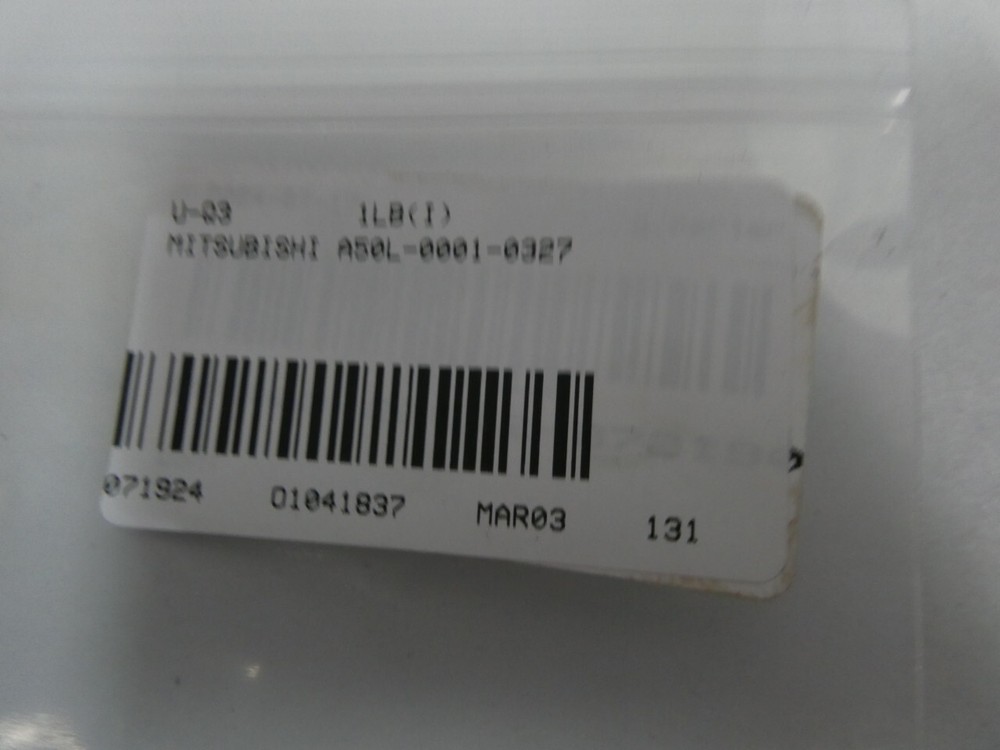 U-03 1LB(I)
MITSUBISHI A50L-0001-0327
071924 01041837 MAR03 131